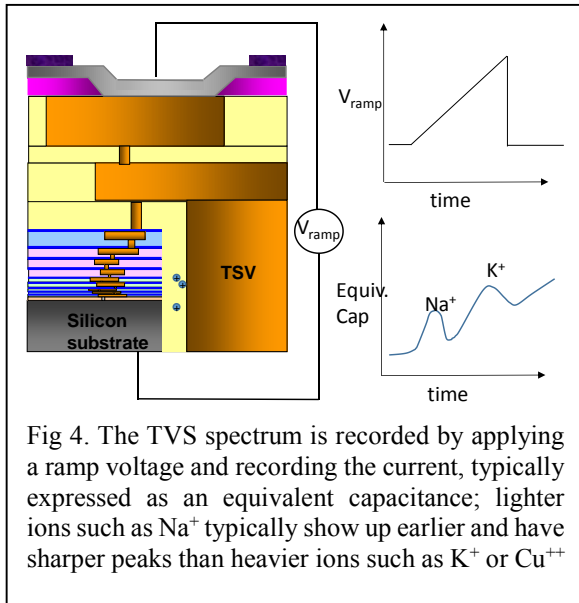 V_ramp
time
V_ramp
TSV
Silicon
substrate
Equiv.
Cap
Na⁺
K⁺
time
Fig 4. The TVS spectrum is recorded by applying
a ramp voltage and recording the current, typically
expressed as an equivalent capacitance; lighter
ions such as Na⁺ typically show up earlier and have
sharper peaks than heavier ions such as K⁺ or Cu⁺⁺